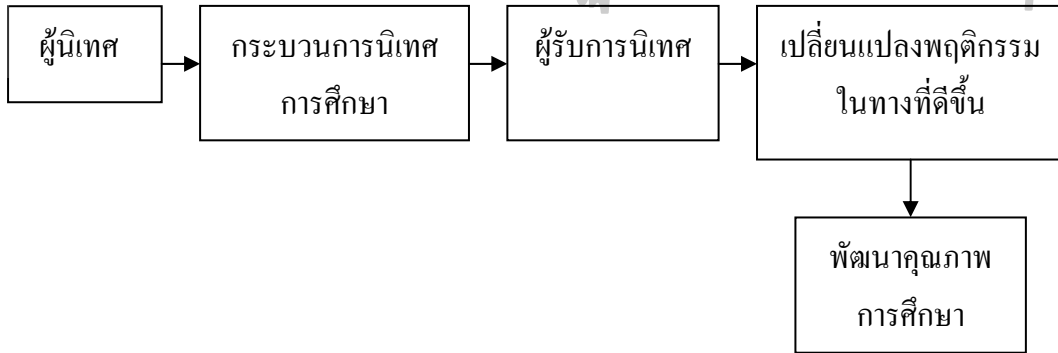 ผู้นิเทศ
กระบวนการนิเทศ
การศึกษา
ผู้รับการนิเทศ
เปลี่ยนแปลงพฤติกรรม
ในทางที่ดีขึ้น
พัฒนาคุณภาพ
การศึกษา